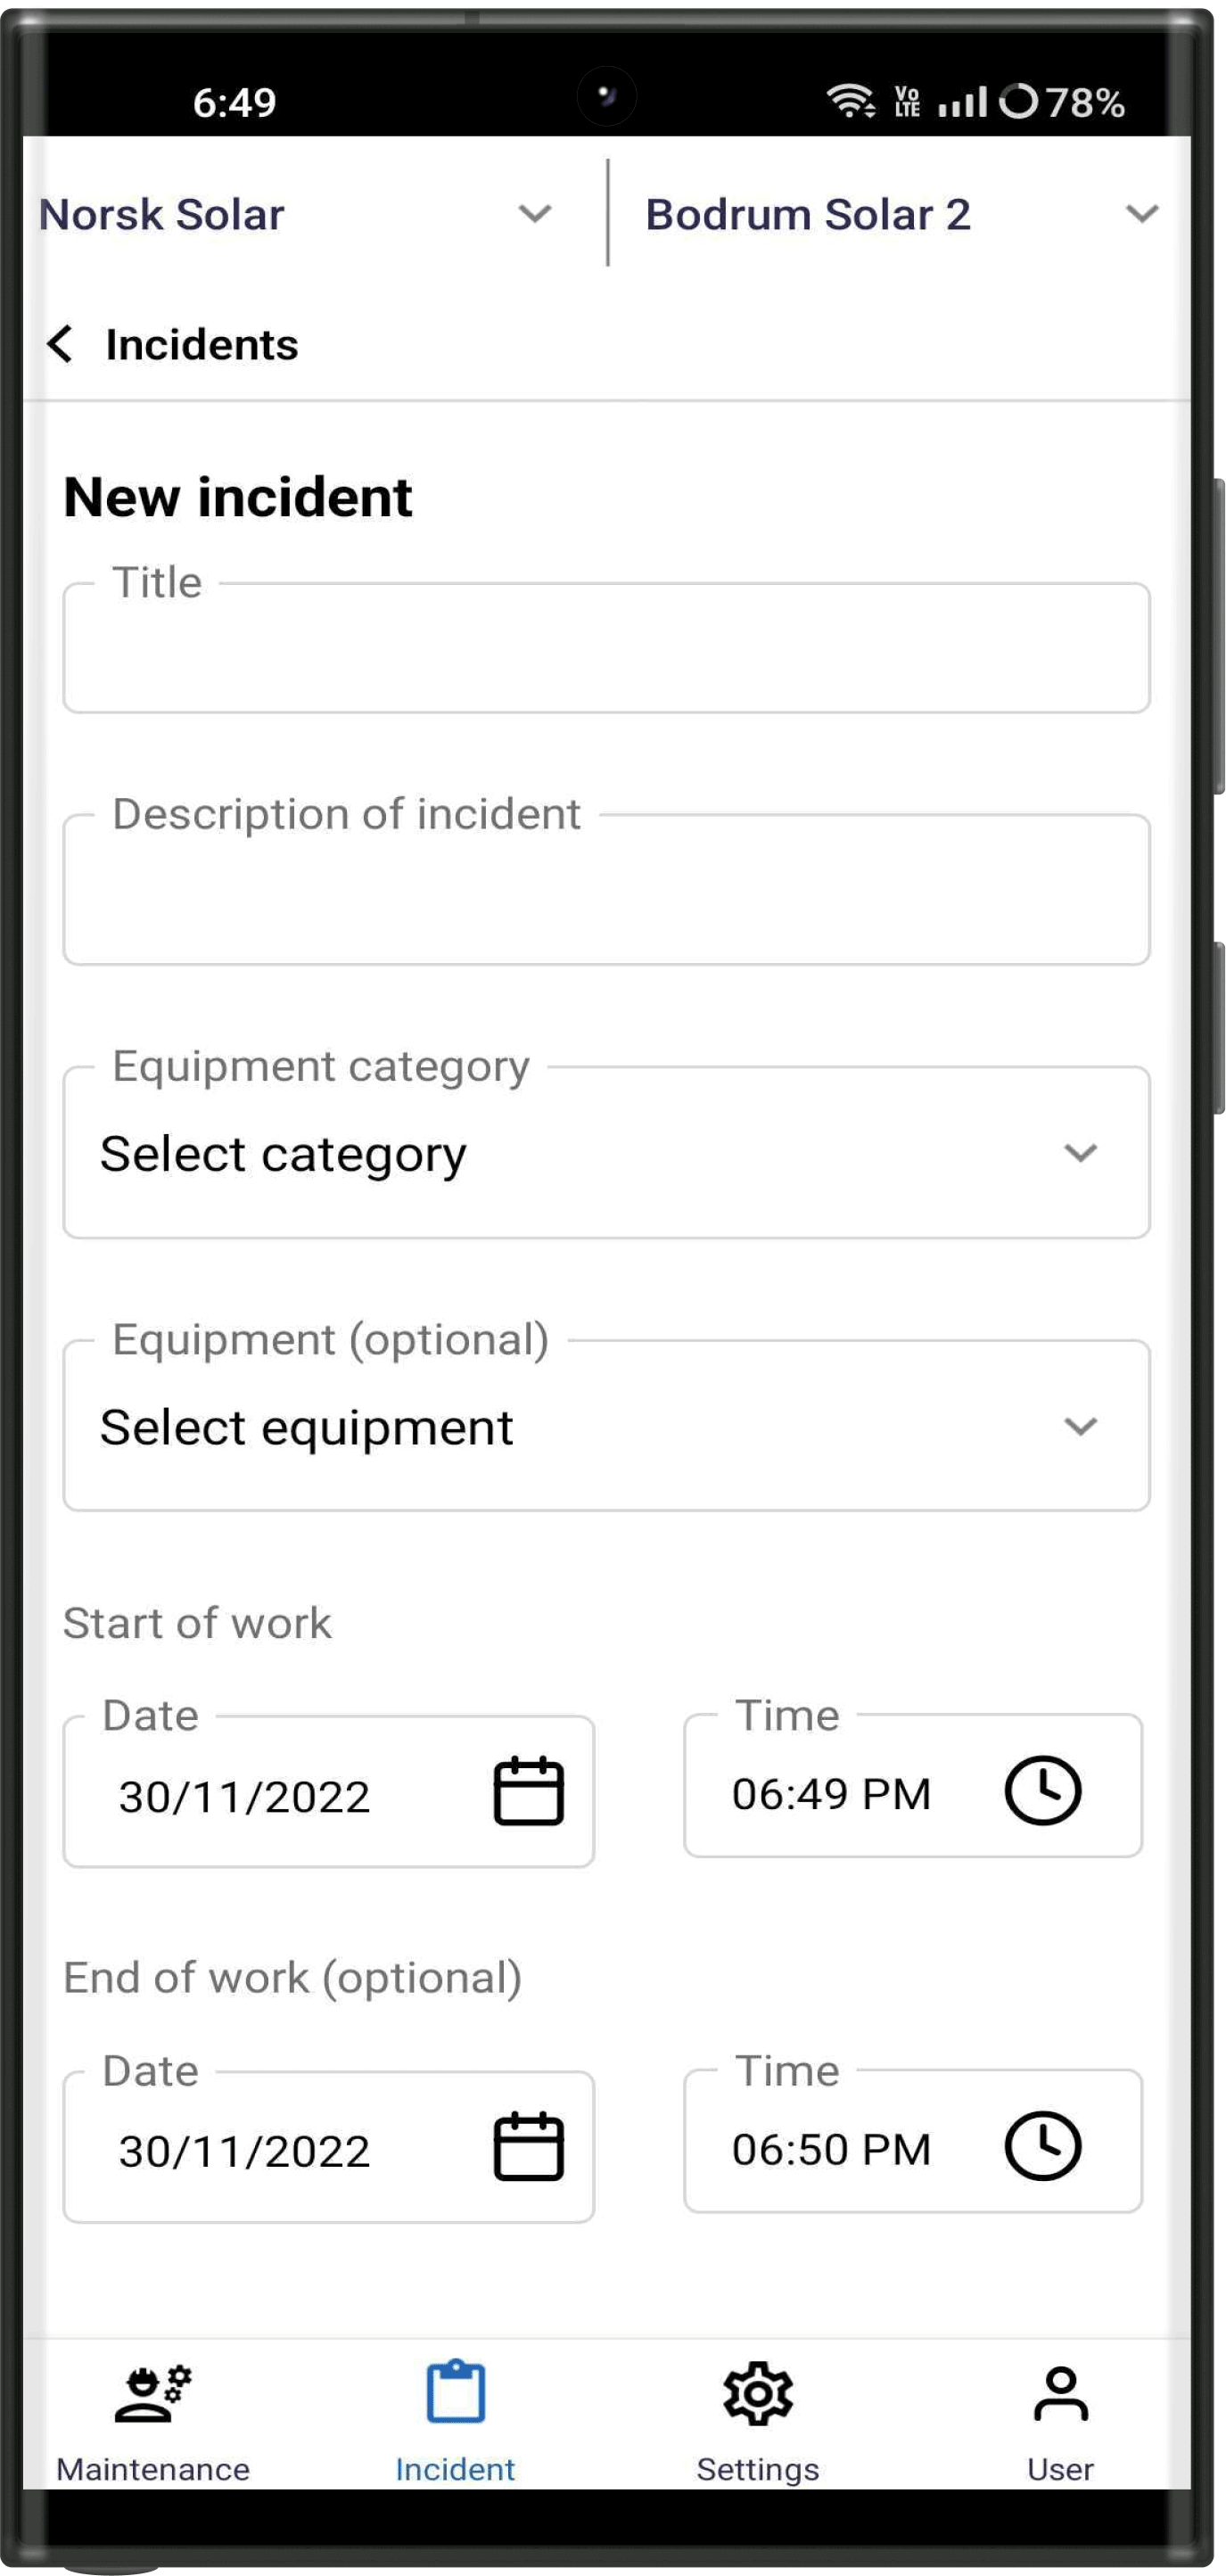 6:49 Vo LTE 78%
Norsk Solar Bodrum Solar 2
Incidents
New incident
Title
Description of incident
Equipment category
Select category
Equipment (optional)
Select equipment
Start of work
Date Time
30/11/2022 06:49 PM
End of work (optional)
Date Time
30/11/2022 06:50 PM
Maintenance Incident Settings User